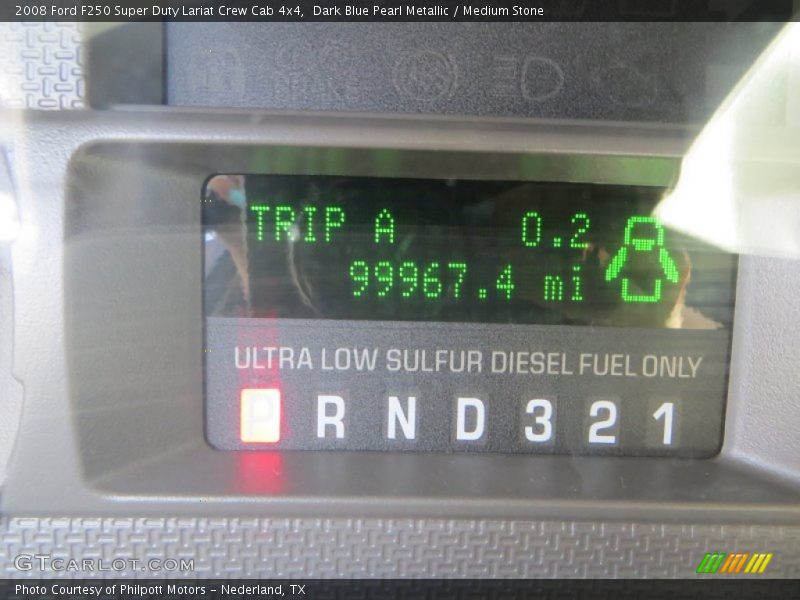 2008 Ford F250 Super Duty Lariat Crew Cab 4x4,  Dark Blue Pearl Metallic / Medium Stone
TRIP A 0.2
99967.4 mi
ULTRA LOW SULFUR DIESEL FUEL ONLY
P R N D 3 2 1
GTCARLOT.COM
Photo Courtesy of Philpott Motors - Nederland, TX